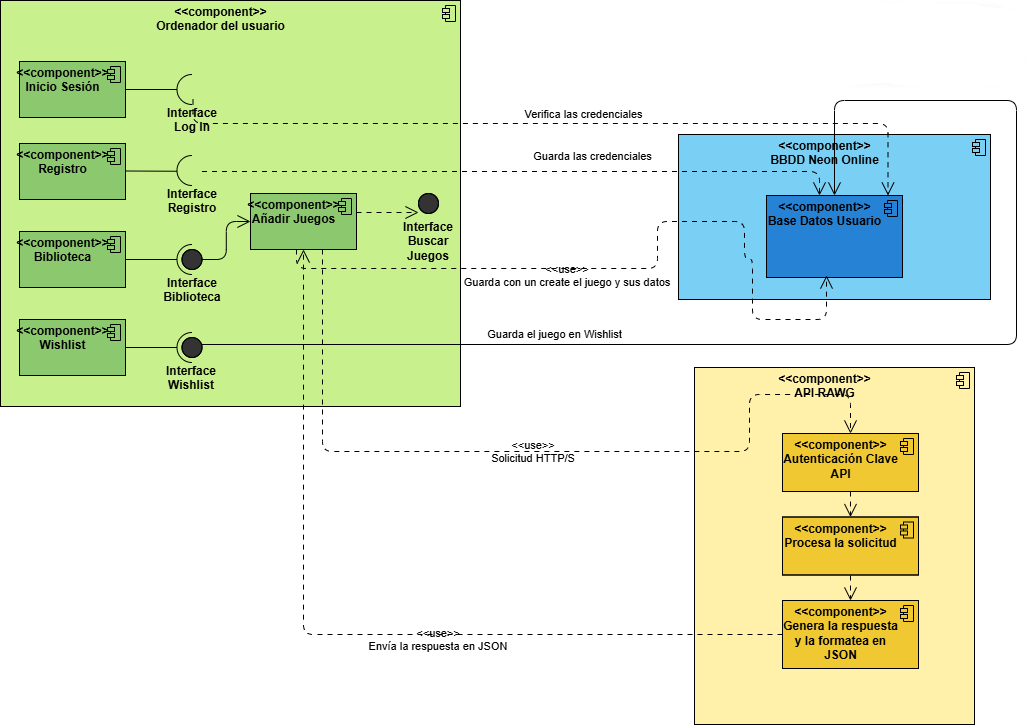 <<component>>
Ordenador del usuario
<<component>>
Inicio Sesión
Interface
Log In
<<component>>
Registro
Interface
Registro
<<component>>
Añadir Juegos
Interface
Buscar
Juegos
<<component>>
Biblioteca
Interface
Biblioteca
<<component>>
Wishlist
Interface
Wishlist
Verifica las credenciales
Guarda las credenciales
<<use>>
Guarda con un create el juego y sus datos
Guarda el juego en Wishlist
<<component>>
BBDD Neon Online
<<component>>
Base Datos Usuario
<<component>>
API RAWG
<<use>>
Solicitud HTTP/S
<<component>>
Autenticación Clave
API
<<component>>
Procesa la solicitud
<<component>>
Genera la respuesta
y la formatea en
JSON
<<use>>
Envía la respuesta en JSON